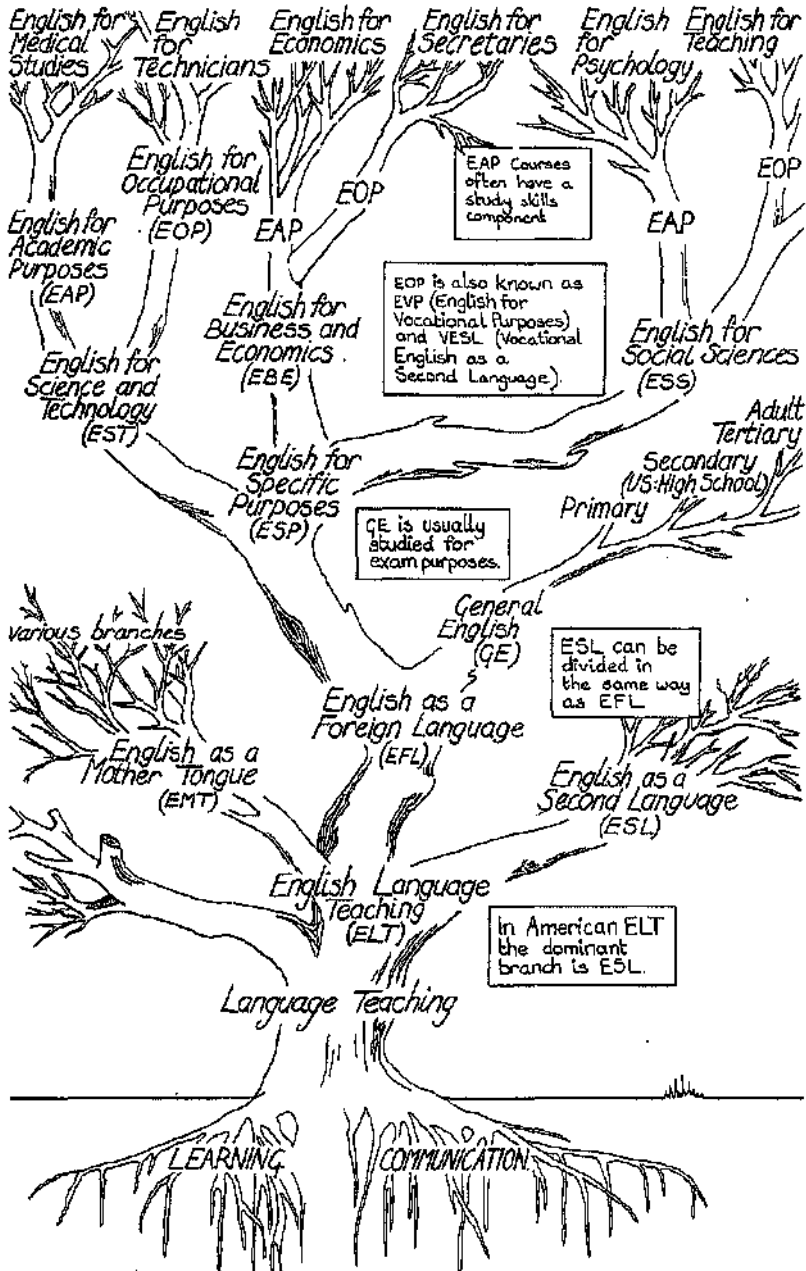 English for
Medical
Studies
English
for
Technicians
English for
Economics
English for
Secretaries
English
for
Psychology
English for
Teaching
English for
Occupational
Purposes
(EOP)
EAP
EOP
EAP Courses
often have a
study skills
component
EAP
EOP
English for
Academic
Purposes
(EAP)
English for
Business and
Economics
(EBE)
EOP is also known as
EVP (English for
Vocational Purposes)
and VESL (Vocational
English as a
Second Language).
English for
Social Sciences
(ESS)
English for
Science and
Technology
(EST)
Adult
Tertiary
Secondary
(US:High School)
Primary
English for
Specific
Purposes
(ESP)
GE is usually
studied for
exam purposes.
General
English
(GE)
various branches
ESL can be
divided in
the same way
as EFL
English as a
Foreign Language
(EFL)
English as a
Mother Tongue
(EMT)
English as a
Second Language
(ESL)
English Language
Teaching
(ELT)
In American ELT
the dominant
branch is ESL.
Language Teaching
LEARNING
COMMUNICATION